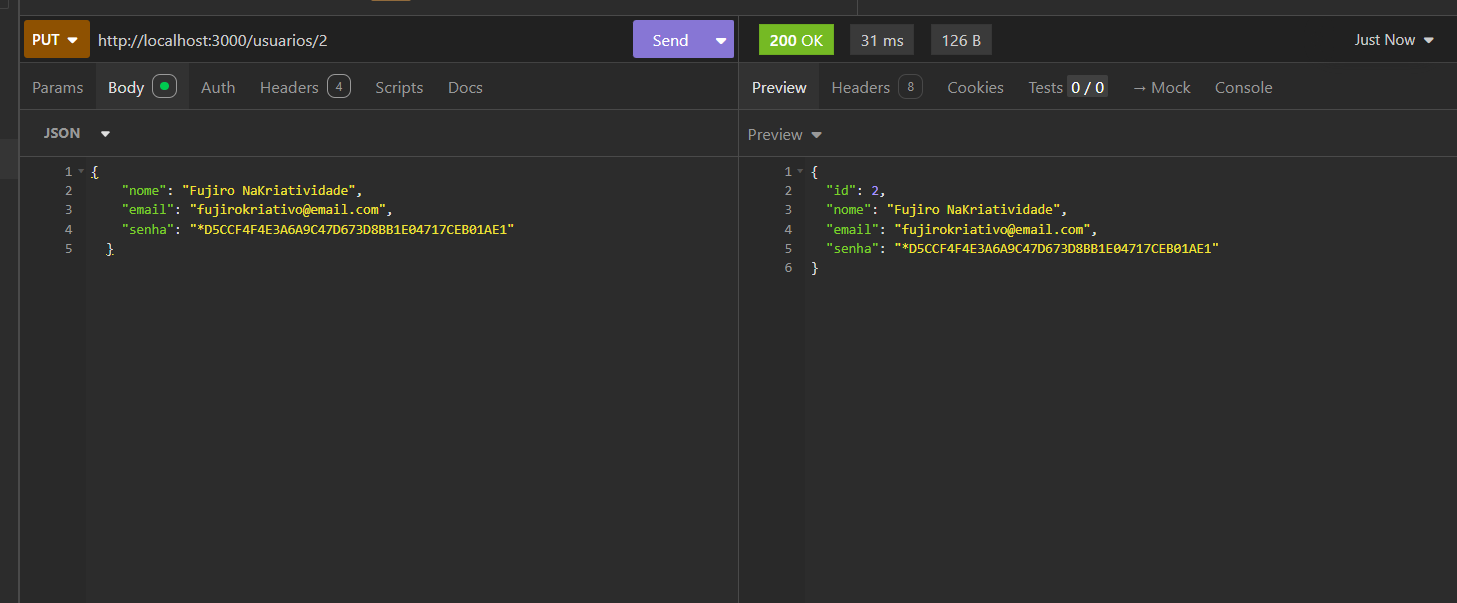 PUT http://localhost:3000/usuarios/2 Send
Params Body Auth Headers 4 Scripts Docs
JSON
1 {
2 "nome": "Fujiro NaKriatividade",
3 "email": "fujirokriativo@email.com",
4 "senha": "*D5CCF4F4E3A6A9C47D673D8BB1E04717CEB01AE1"
5 }
200 OK 31 ms 126 B Just Now
Preview Headers 8 Cookies Tests 0 / 0 → Mock Console
Preview
1 {
2 "id": 2,
3 "nome": "Fujiro NaKriatividade",
4 "email": "fujirokriativo@email.com",
5 "senha": "*D5CCF4F4E3A6A9C47D673D8BB1E04717CEB01AE1"
6 }